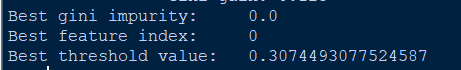 Best gini impurity: 0.0
Best feature index: 0
Best threshold value: 0.3074493077524587